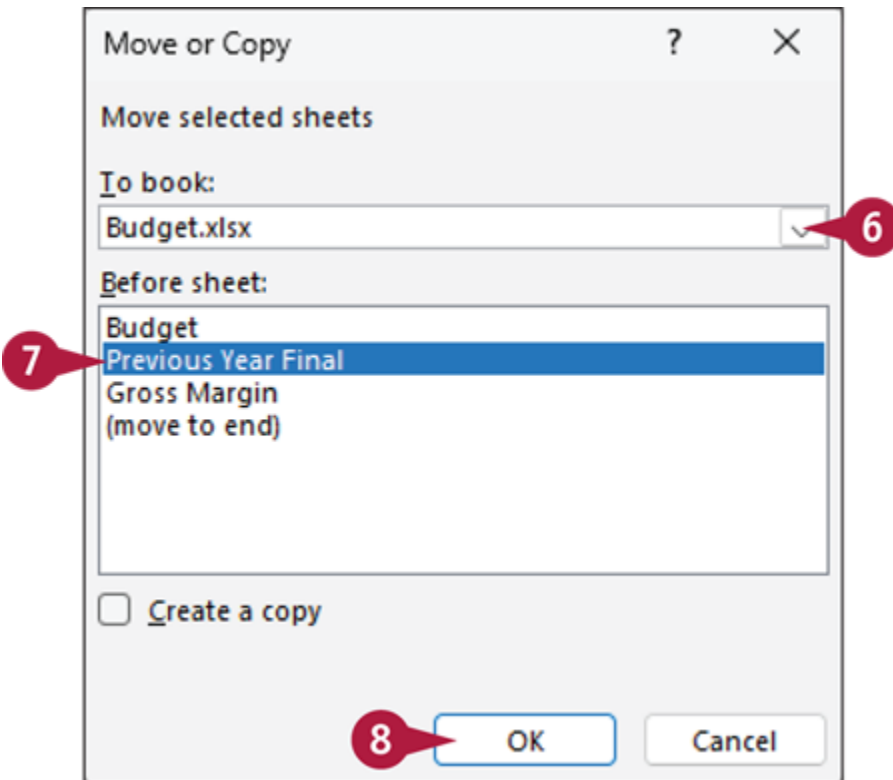 Move or Copy ? ×
Move selected sheets
To book:
Budget.xlsx 6
Before sheet:
Budget
7 Previous Year Final
Gross Margin
(move to end)
Create a copy
8 OK Cancel